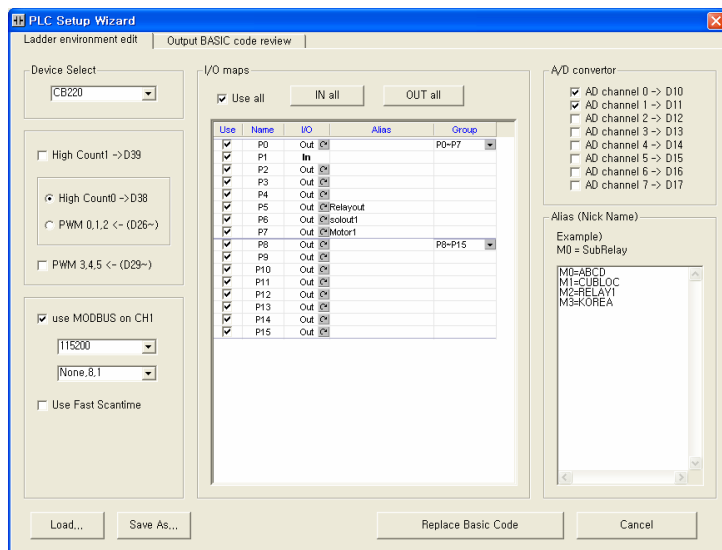 PLC Setup Wizard
Ladder environment edit
Output BASIC code review
Device Select
CB220
High Count1 ->D39
High Count0 ->D38
PWM 0,1,2 <- (D26~)
PWM 3,4,5 <- (D29~)
use MODBUS on CH1
115200
None,8,1
Use Fast Scantime
I/O maps
Use all
IN all
OUT all
Use Name I/O Alias Group
P0 Out P0~P7
P1 In
P2 Out
P3 Out
P4 Out
P5 Out Relayout
P6 Out solout1
P7 Out Motor1
P8 Out P8~P15
P9 Out
P10 Out
P11 Out
P12 Out
P13 Out
P14 Out
P15 Out
A/D convertor
AD channel 0 -> D10
AD channel 1 -> D11
AD channel 2 -> D12
AD channel 3 -> D13
AD channel 4 -> D14
AD channel 5 -> D15
AD channel 6 -> D16
AD channel 7 -> D17
Alias (Nick Name)
Example)
M0 = SubRelay
M0=ABCD
M1=CUBLOC
M2=RELAY1
M3=KOREA
Load,,,
Save As,,,
Replace Basic Code
Cancel